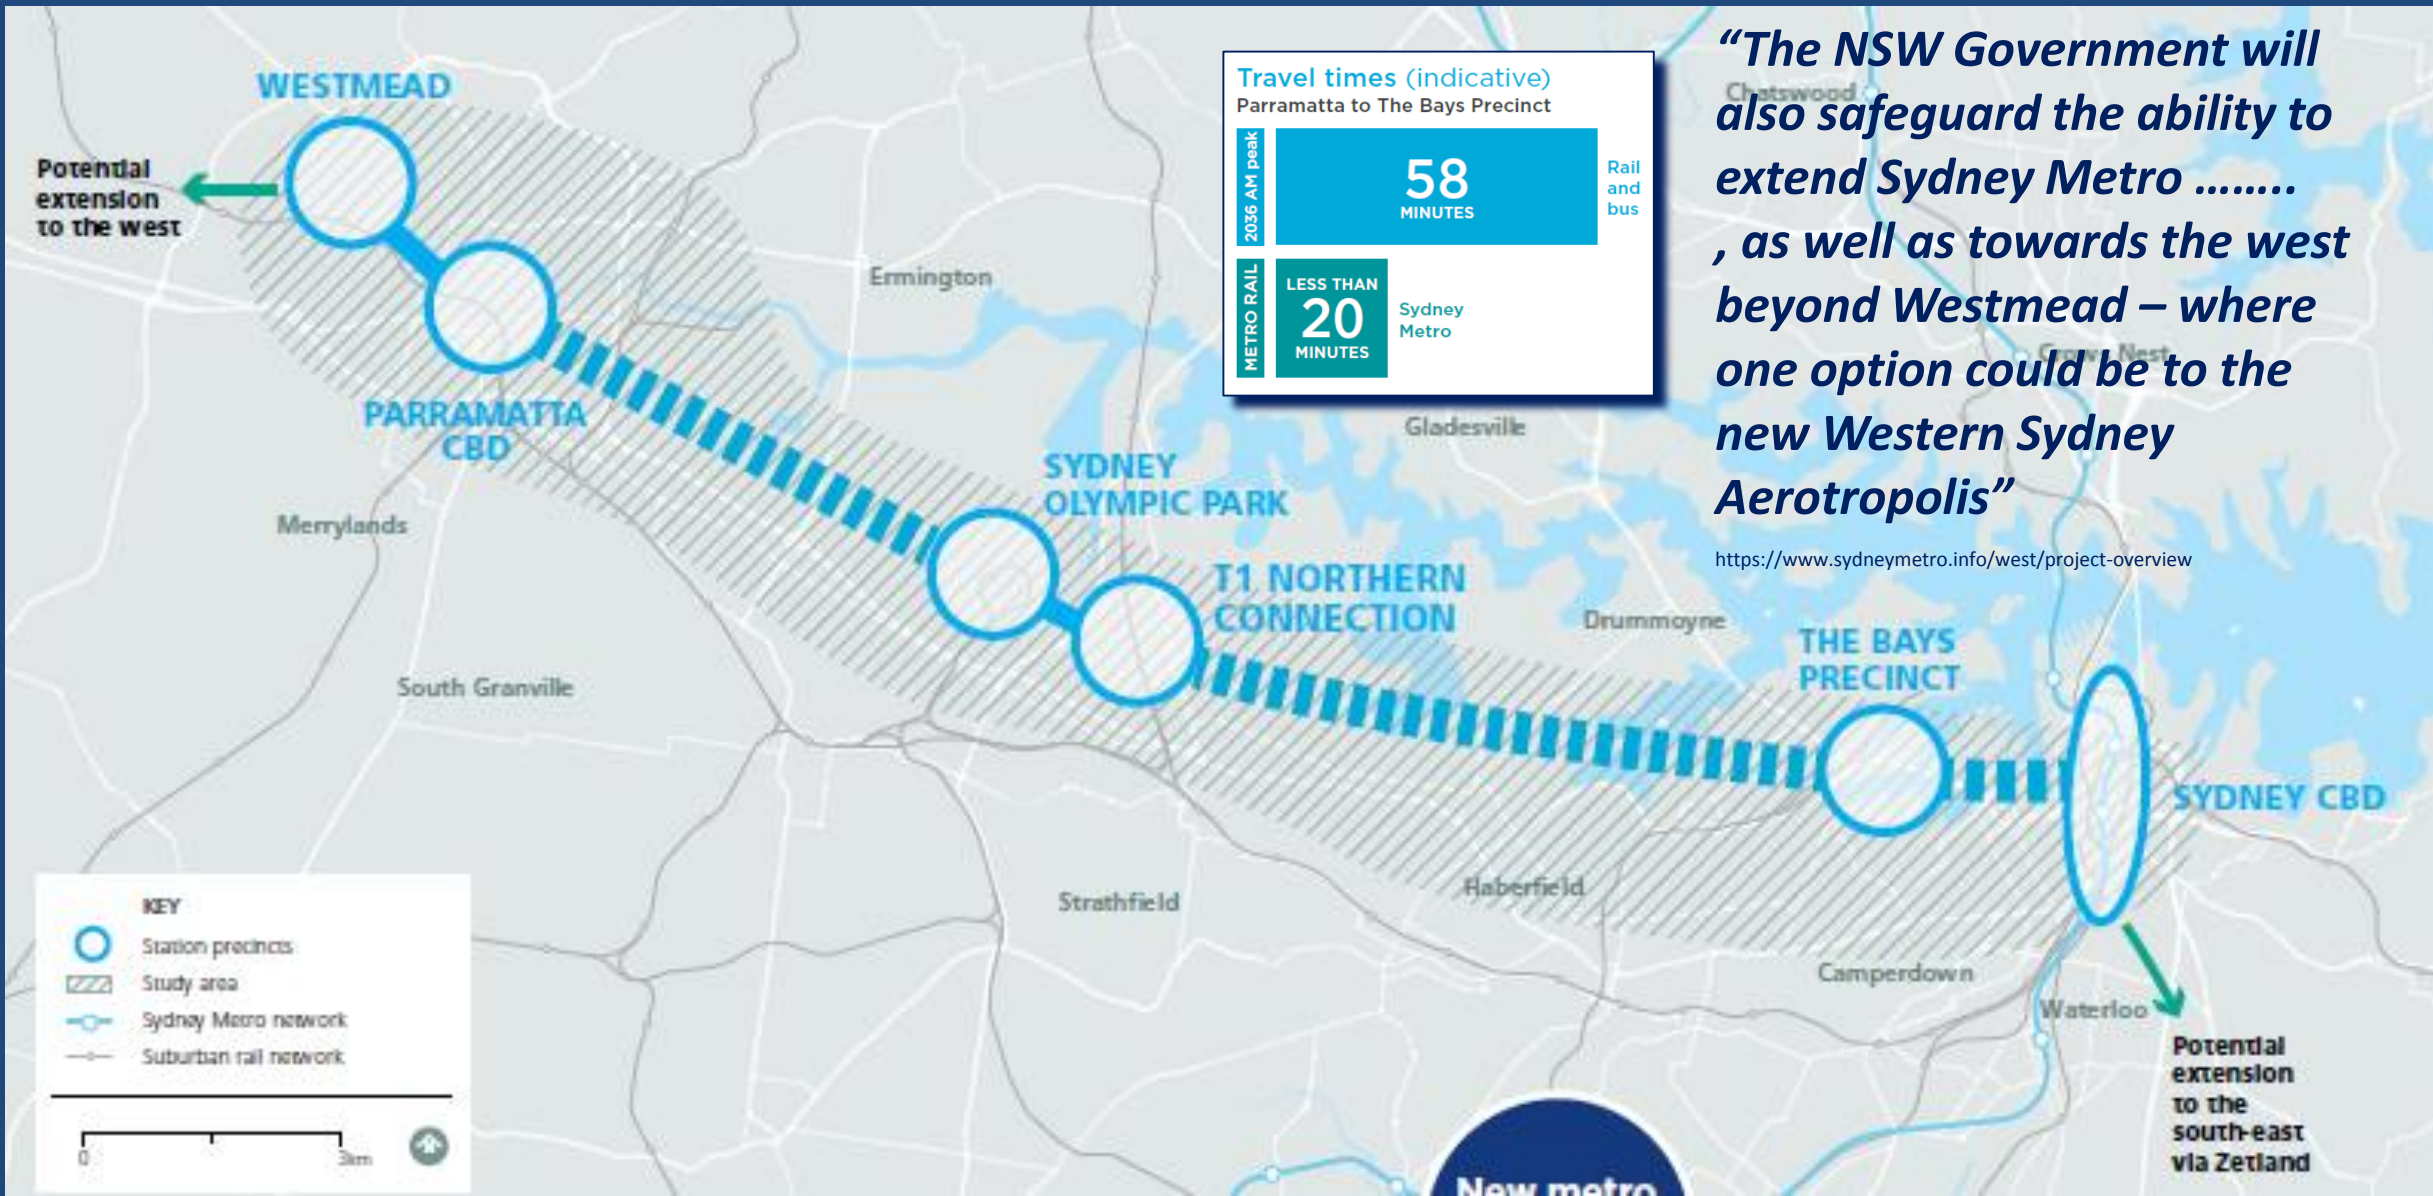 WESTMEAD
Potential
extension
to the west
PARRAMATTA
CBD
Merrylands
South Granville
Ermington
Travel times (indicative)
Parramatta to The Bays Precinct
2036 AM peak
58
MINUTES
Rail
and
bus
METRO RAIL
LESS THAN
20
MINUTES
Sydney
Metro
Gladesville
SYDNEY
OLYMPIC PARK
T1 NORTHERN
CONNECTION
Strathfield
Haberfield
Drummoyne
“The NSW Government will
also safeguard the ability to
extend Sydney Metro ........
, as well as towards the west
beyond Westmead – where
one option could be to the
new Western Sydney
Aerotropolis”
https://www.sydneymetro.info/west/project-overview
Chatswood
Crows Nest
THE BAYS
PRECINCT
SYDNEY CBD
Camperdown
Waterloo
Potential
extension
to the
south-east
via Zetland
KEY
Station precincts
Study area
Sydney Metro network
Suburban rail network
0
3km
New metro